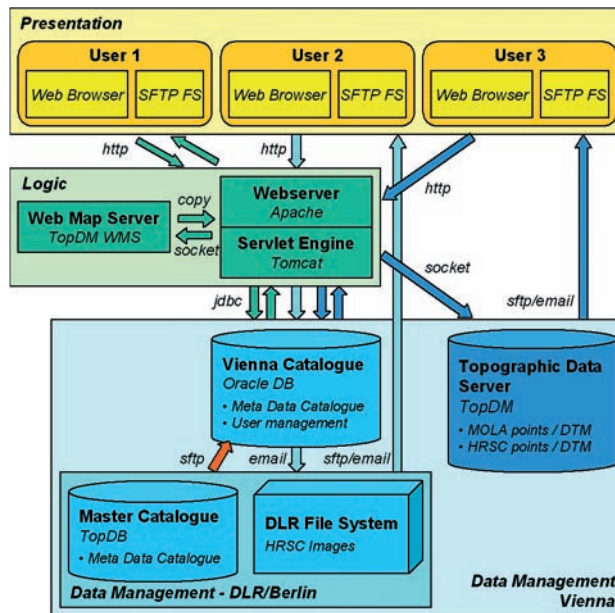 Presentation
User 1
Web Browser
SFTP FS
User 2
Web Browser
SFTP FS
User 3
Web Browser
SFTP FS
http
http
http
Logic
Web Map Server
TopDM WMS
copy
socket
Webserver
Apache
Servlet Engine
Tomcat
socket
jdbc
sftp/email
Vienna Catalogue
Oracle DB
• Meta Data Catalogue
• User management
Topographic Data
Server
TopDM
• MOLA points / DTM
• HRSC points / DTM
sftp
email
sftp/email
Master Catalogue
TopDB
• Meta Data Catalogue
DLR File System
HRSC Images
Data Management - DLR/Berlin
Data Management
Vienna